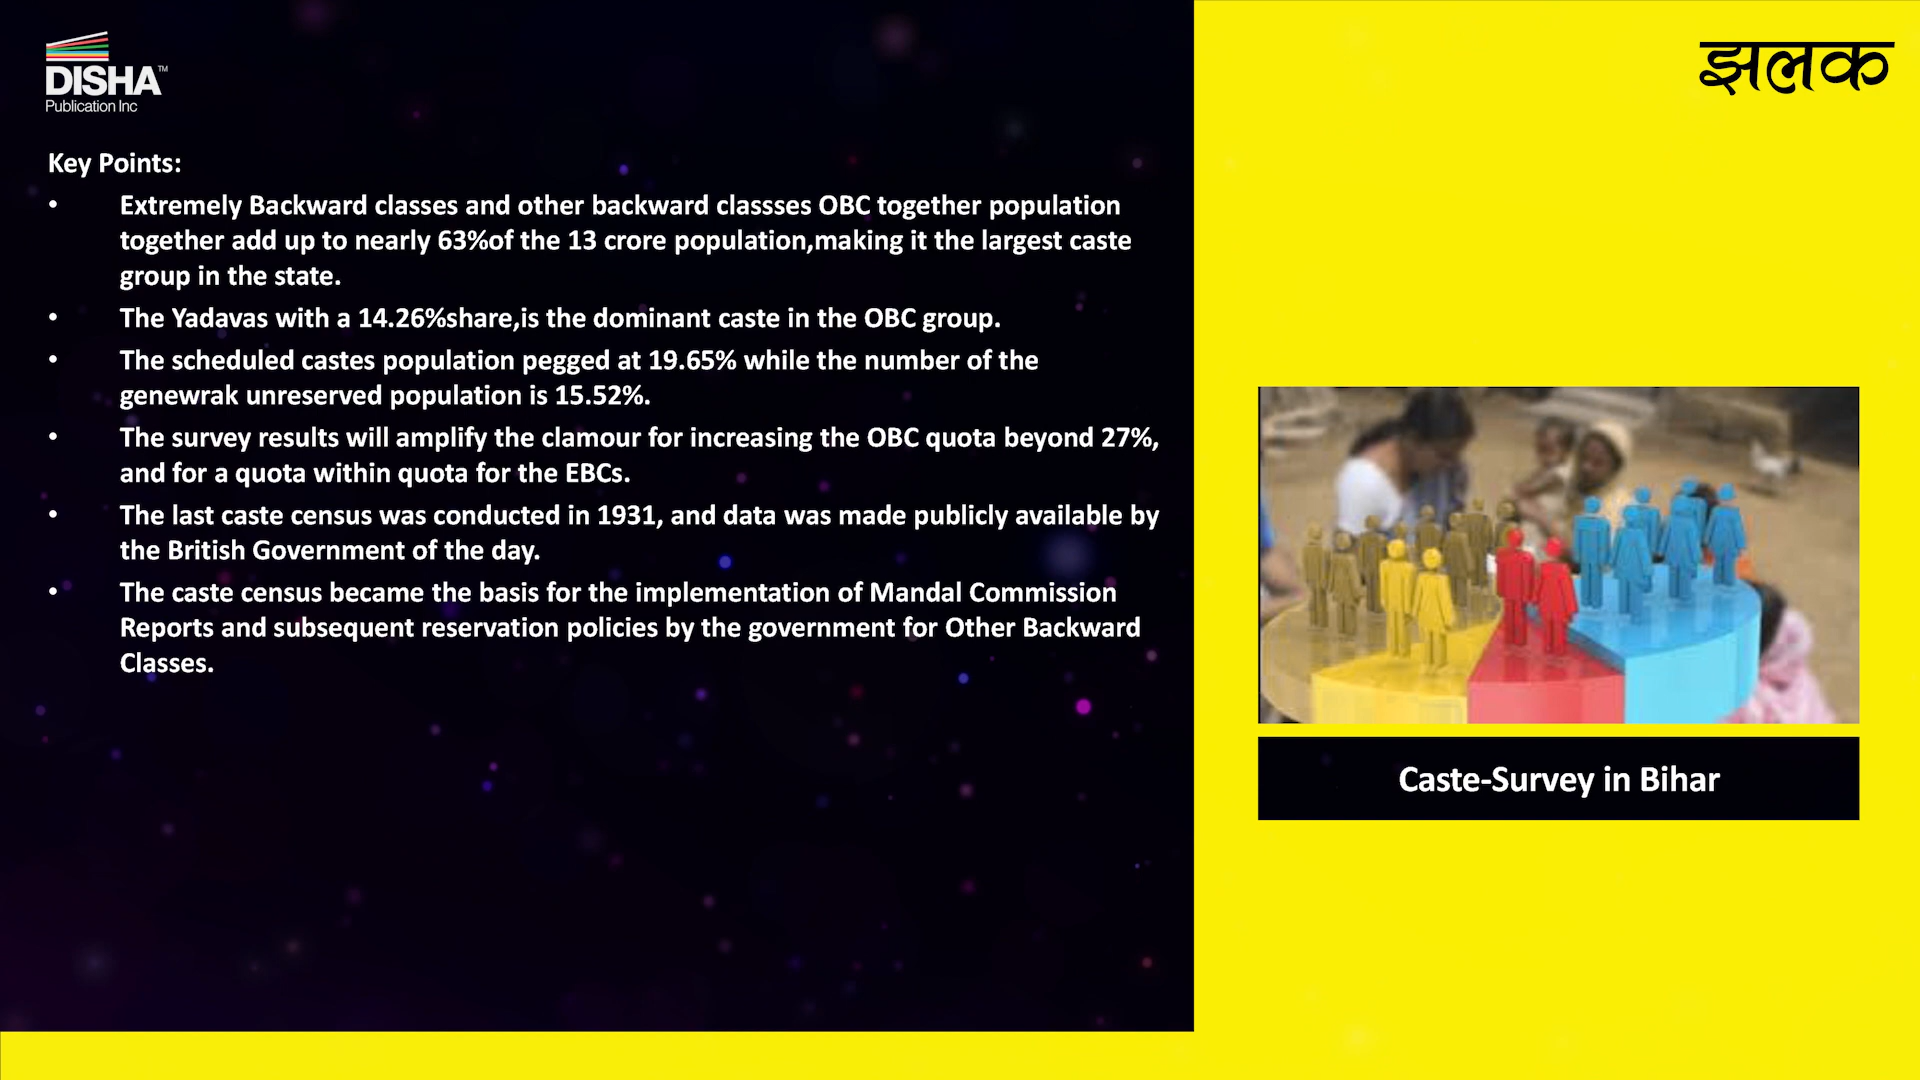 DISHA™
Publication Inc
झलक
Key Points:
• Extremely Backward classes and other backward classses OBC together population
together add up to nearly 63%of the 13 crore population,making it the largest caste
group in the state.
• The Yadavas with a 14.26%share,is the dominant caste in the OBC group.
• The scheduled castes population pegged at 19.65% while the number of the
genewrak unreserved population is 15.52%.
• The survey results will amplify the clamour for increasing the OBC quota beyond 27%,
and for a quota within quota for the EBCs.
• The last caste census was conducted in 1931, and data was made publicly available by
the British Government of the day.
• The caste census became the basis for the implementation of Mandal Commission
Reports and subsequent reservation policies by the government for Other Backward
Classes.
Caste-Survey in Bihar